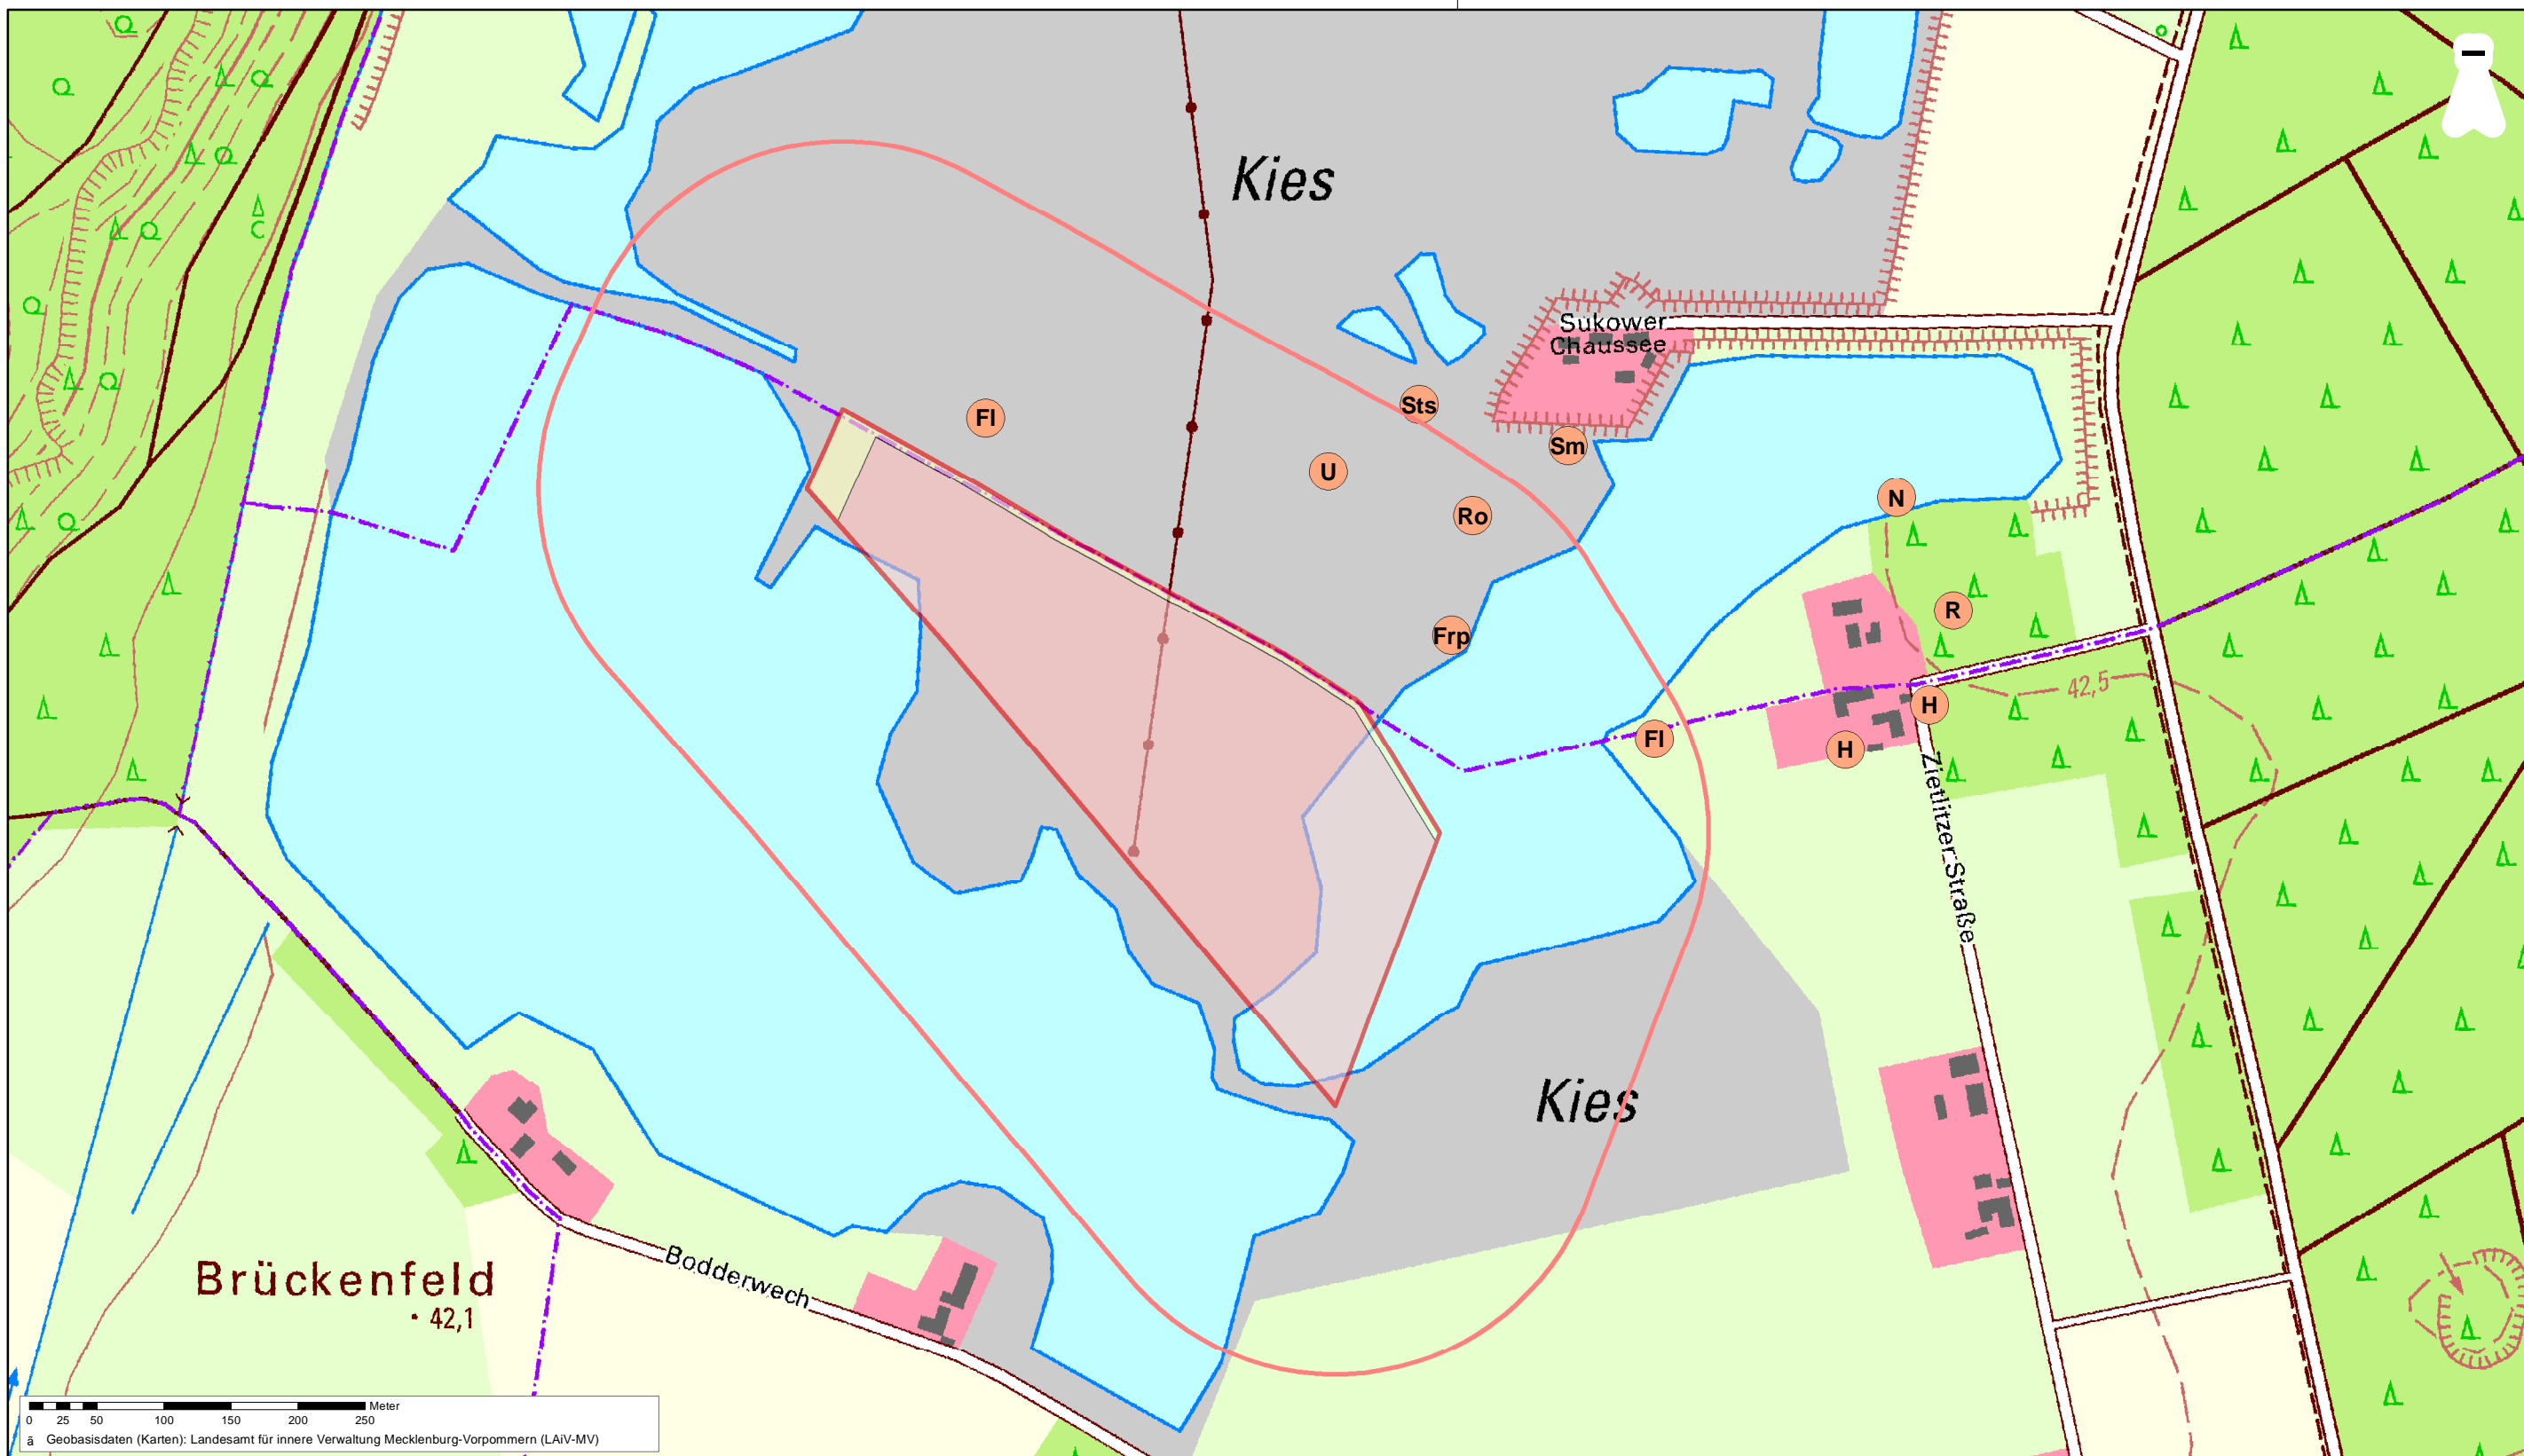 Kies
Sukower
Chaussee
Fl
Sts
Sm
U
N
Ro
R
Frp
42,5
H
Fl
H
Zietlitzer Straße
Kies
Brückenfeld
42,1
Bodderwech
Meter
0 25 50 100 150 200 250
ã Geobasisdaten (Karten): Landesamt für innere Verwaltung Mecklenburg-Vorpommern (LAiV-MV)